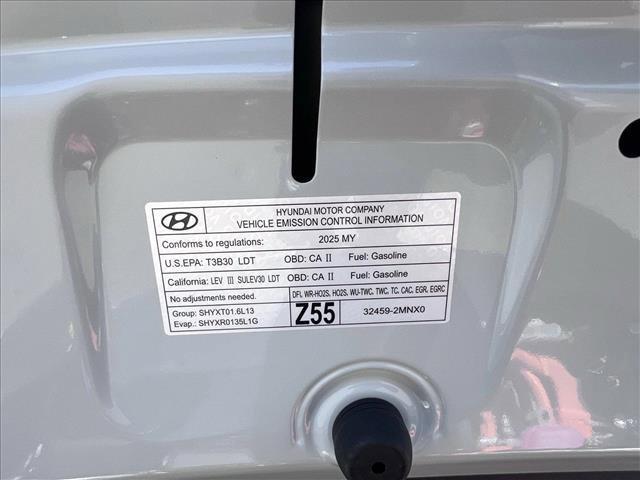 HYUNDAI MOTOR COMPANY
VEHICLE EMISSION CONTROL INFORMATION
Conforms to regulations: 2025 MY
U.S.EPA: T3B30 LDT OBD: CA II Fuel: Gasoline
California: LEV III SULEV30 LDT OBD: CA II Fuel: Gasoline
No adjustments needed.
DFI, WR-HO2S, HO2S, WU-TWC, TWC, TC, CAC, EGR, EGRC
Group: SHYXT01.6L13
Evap.: SHYXR0135L1G
Z55
32459-2MNX0